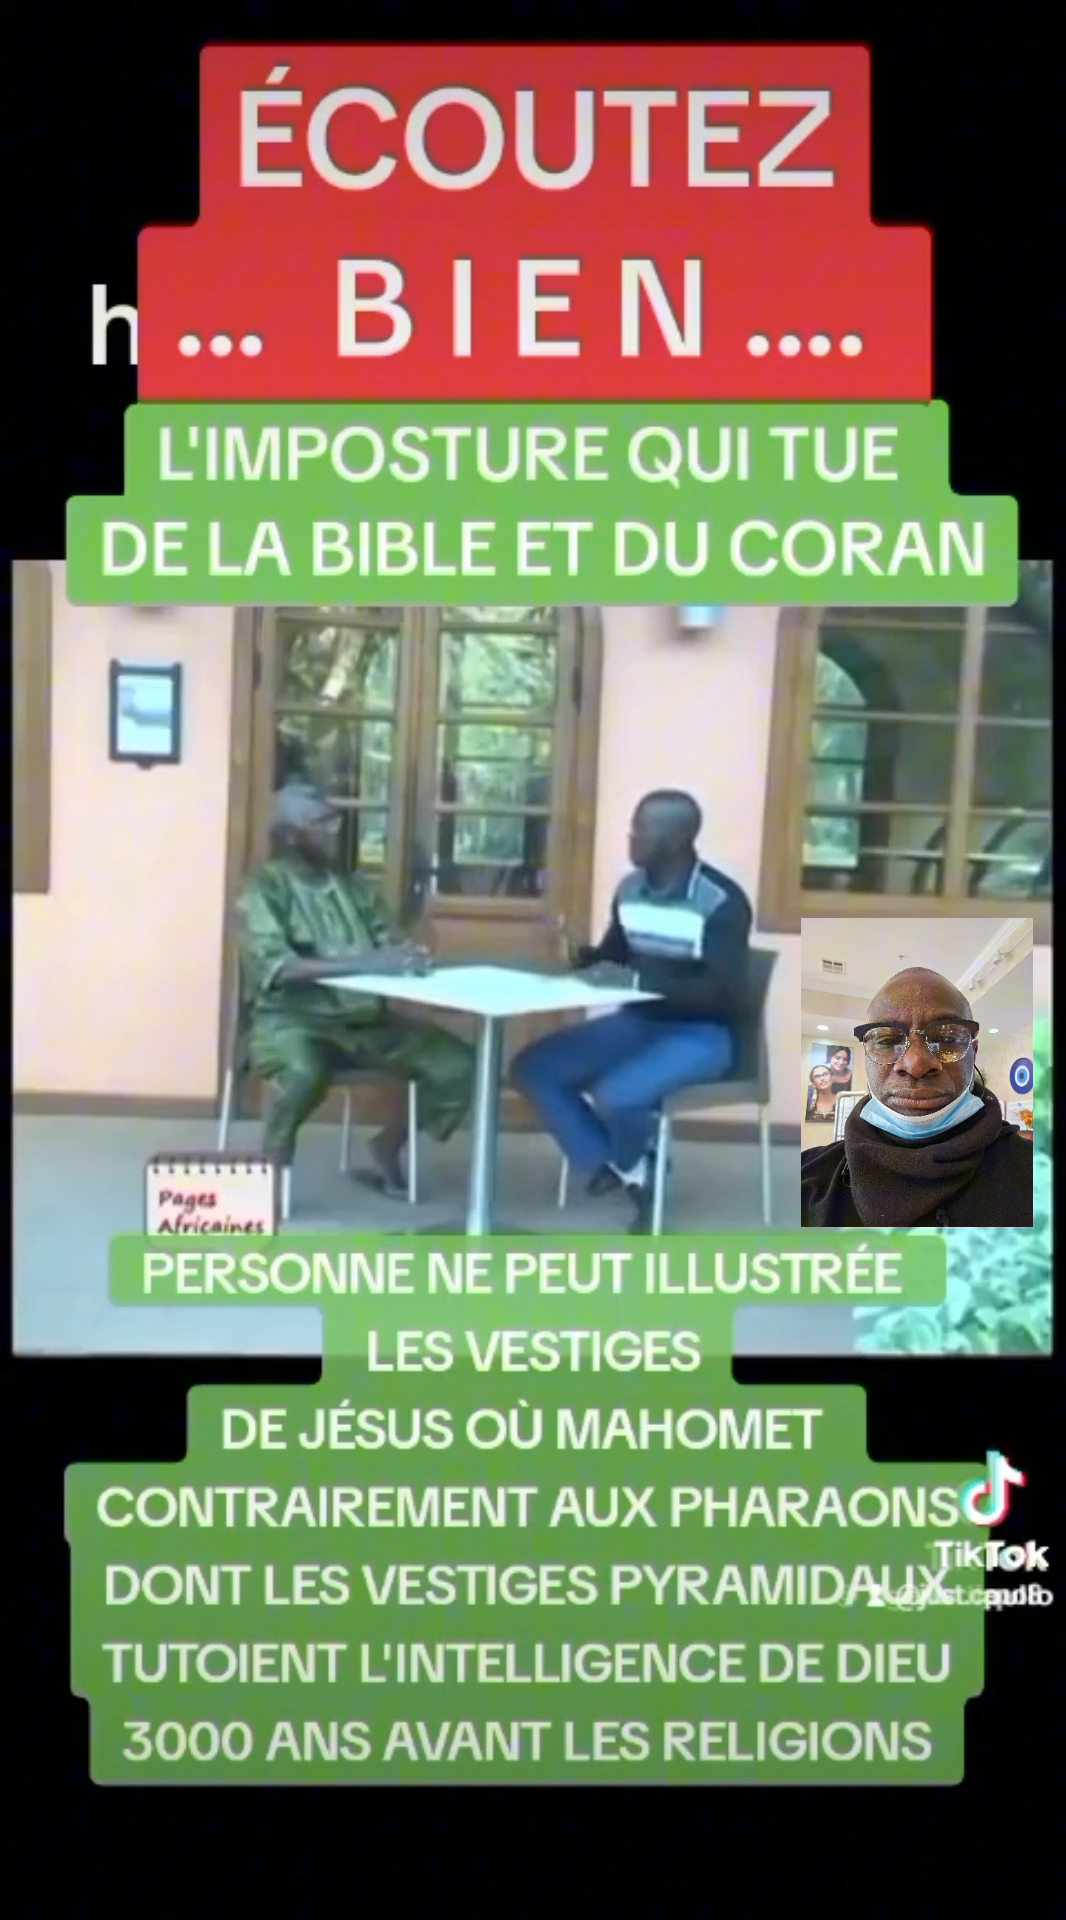 ÉCOUTEZ
h... BIEN....
L'IMPOSTURE QUI TUE
DE LA BIBLE ET DU CORAN
Pages
Africaines
PERSONNE NE PEUT ILLUSTRÉE
LES VESTIGES
DE JÉSUS OÙ MAHOMET
CONTRAIREMENT AUX PHARAONS
DONT LES VESTIGES PYRAMIDAUX
TUTOIENT L'INTELLIGENCE DE DIEU
3000 ANS AVANT LES RELIGIONS
TikTok